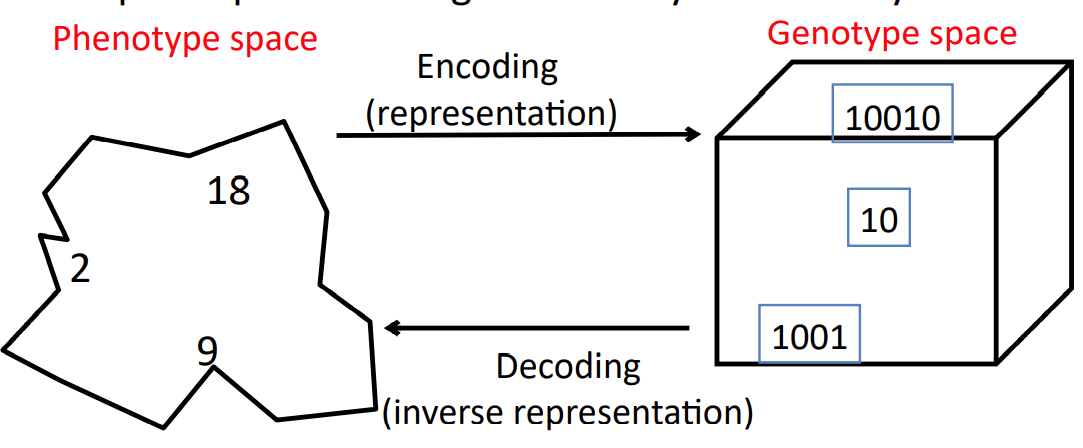 Phenotype space
Genotype space
Encoding
(representation)
10010
18
10
2
1001
9
Decoding
(inverse representation)